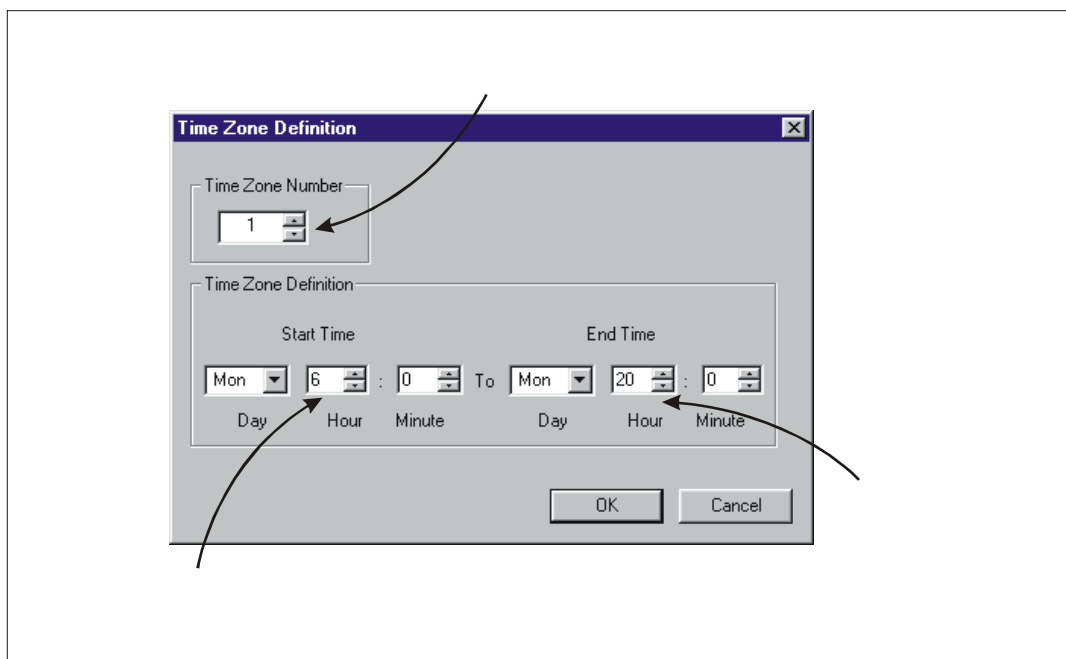 Time Zone Definition
Time Zone Number
1
Time Zone Definition
Start Time End Time
Mon 6 : 0 To Mon 20 : 0
Day Hour Minute Day Hour Minute
OK Cancel